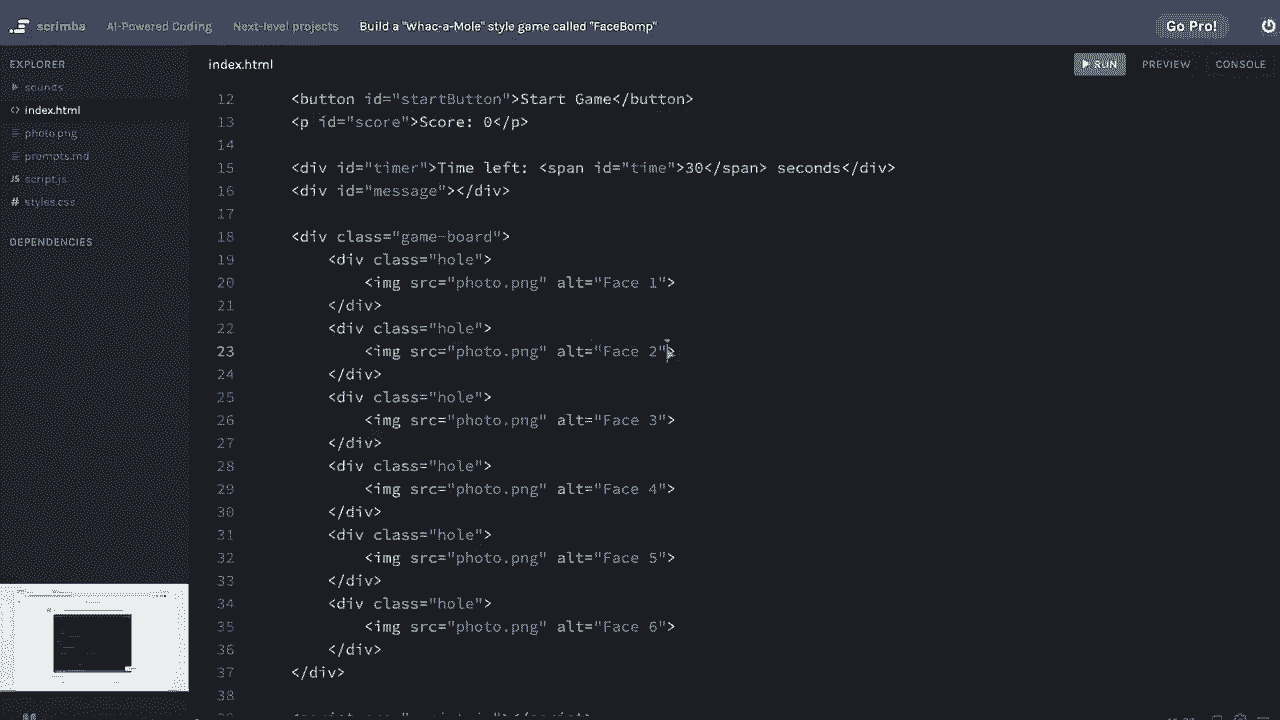 scrimba AI-Powered Coding Next-level projects Build a "Whac-a-Mole" style game called "FaceBomp" Go Pro!
EXPLORER
sounds
index.html
photo.png
prompts.md
JS script.js
# styles.css
DEPENDENCIES
index.html RUN PREVIEW CONSOLE
12 <button id="startButton">Start Game</button>
13 <p id="score">Score: 0</p>
14
15 <div id="timer">Time left: <span id="time">30</span> seconds</div>
16 <div id="message"></div>
17
18 <div class="game-board">
19 <div class="hole">
20 <img src="photo.png" alt="Face 1">
21 </div>
22 <div class="hole">
23 <img src="photo.png" alt="Face 2">
24 </div>
25 <div class="hole">
26 <img src="photo.png" alt="Face 3">
27 </div>
28 <div class="hole">
29 <img src="photo.png" alt="Face 4">
30 </div>
31 <div class="hole">
32 <img src="photo.png" alt="Face 5">
33 </div>
34 <div class="hole">
35 <img src="photo.png" alt="Face 6">
36 </div>
37 </div>
38